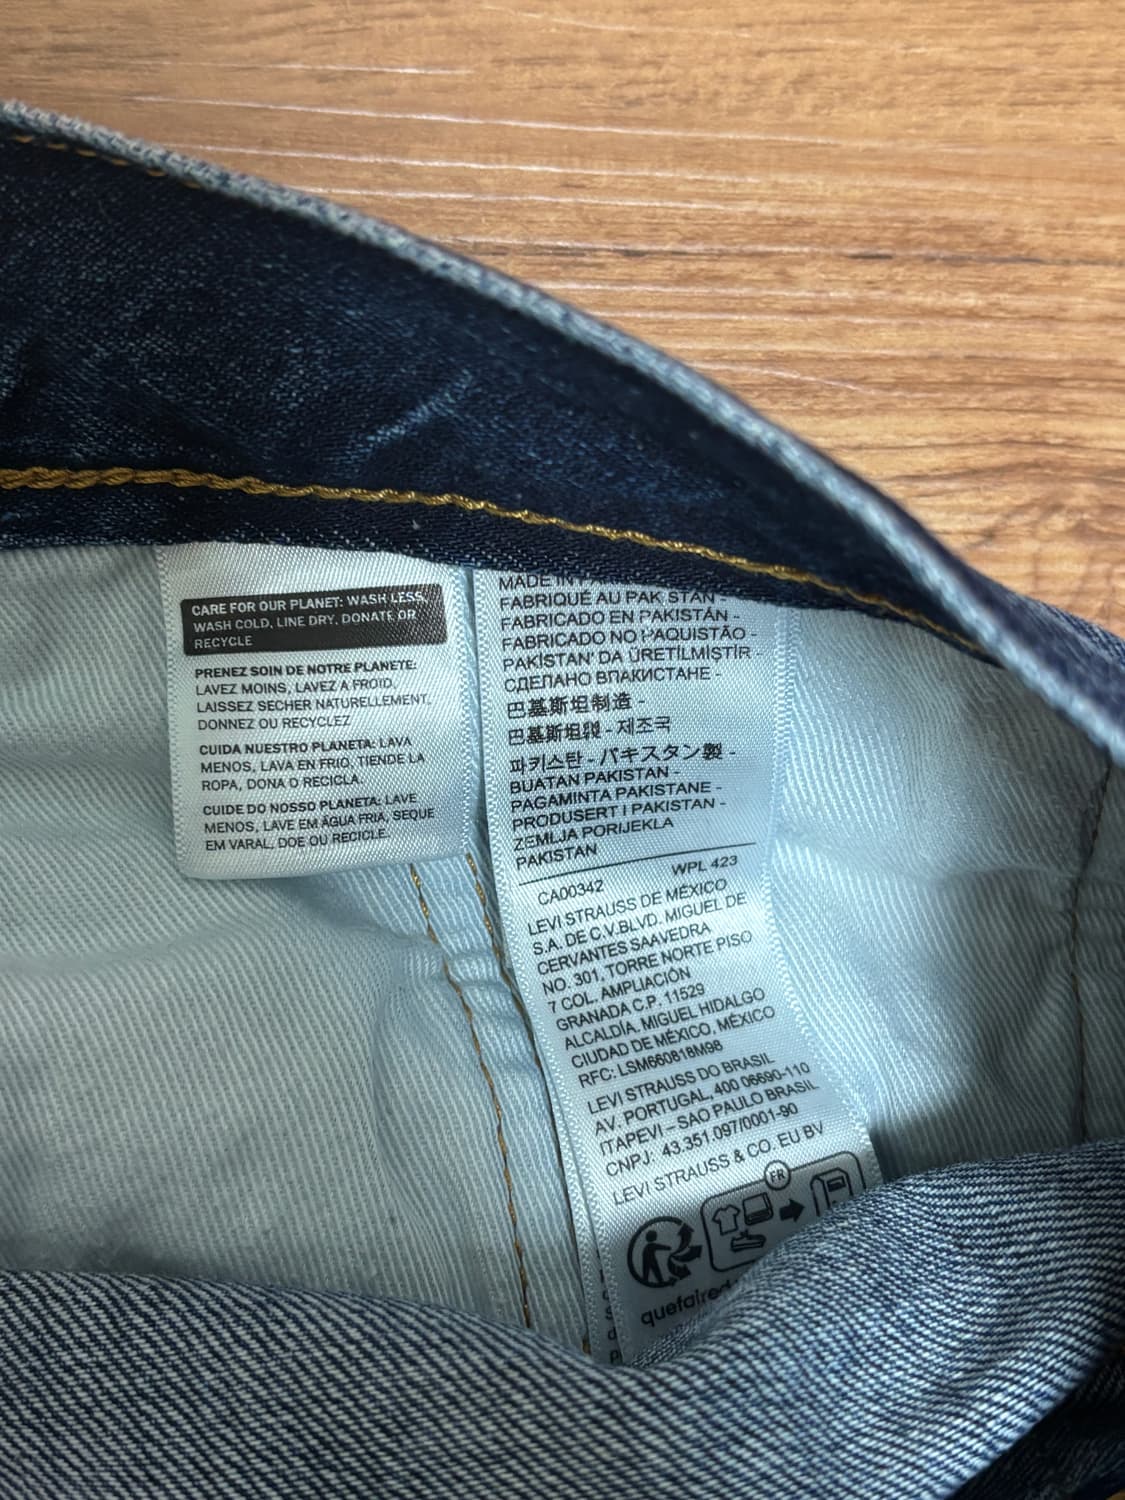 CARE FOR OUR PLANET: WASH LESS,
WASH COLD, LINE DRY, DONATE OR
RECYCLE
PRENEZ SOIN DE NOTRE PLANETE:
LAVEZ MOINS, LAVEZ A FROID,
LAISSEZ SECHER NATURELLEMENT,
DONNEZ OU RECYCLEZ
CUIDA NUESTRO PLANETA: LAVA
MENOS, LAVA EN FRIO, TIENDE LA
ROPA, DONA O RECICLA.
CUIDE DO NOSSO PLANETA: LAVE
MENOS, LAVE EM ÁGUA FRIA, SEQUE
EM VARAL, DOE OU RECICLE.
MADE IN
FABRIQUÉ AU PAKISTAN -
FABRICADO EN PAKISTÁN -
FABRICADO NO PAQUISTÃO -
PAKİSTAN' DA ÜRETİLMİŞTİR -
СДЕЛАНО ВПАКИСТАНЕ -
巴基斯坦制造 -
巴基斯坦製 - 제조국
파키스탄 - パキスタン製 -
BUATAN PAKISTAN -
PAGAMINTA PAKISTANE -
PRODUSERT I PAKISTAN -
ZEMLJA PORIJEKLA
PAKISTAN
CA00342 WPL 423
LEVI STRAUSS DE MÉXICO
S.A. DE C.V.BLVD. MIGUEL DE
CERVANTES SAAVEDRA
NO. 301, TORRE NORTE PISO
7 COL. AMPLIACIÓN
GRANADA C.P. 11529
ALCALDÍA. MIGUEL HIDALGO
CIUDAD DE MÉXICO, MÉXICO
RFC: LSM660818M98
LEVI STRAUSS DO BRASIL
AV. PORTUGAL, 400 06690-110
ITAPEVI – SAO PAULO BRASIL
CNPJ: 43.351.097/0001-90
LEVI STRAUSS & CO. EU BV
FR